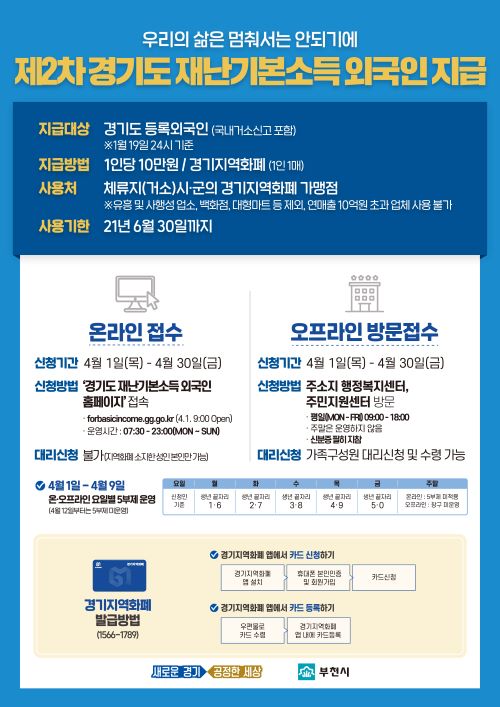 우리의 삶은 멈춰서는 안되기에
제2차 경기도 재난기본소득 외국인 지급
지급대상 경기도 등록외국인 (국내거소신고 포함)
※1월 19일 24시 기준
지급방법 1인당 10만원 / 경기지역화폐 (1인 1매)
사용처 체류지(거소)시·군의 경기지역화폐 가맹점
※유흥 및 사행성 업소, 백화점, 대형마트 등 제외, 연매출 10억원 초과 업체 사용 불가
사용기한 21년 6월 30일까지
온라인 접수
신청기간 4월 1일(목) - 4월 30일(금)
신청방법 '경기도 재난기본소득 외국인
홈페이지' 접속
· forbasicincome.gg.go.kr (4.1. 9:00 Open)
· 운영시간 : 07:30 - 23:00(MON ~ SUN)
대리신청 불가 (지역화폐 소지한 성인 본인만 가능)
오프라인 방문접수
신청기간 4월 1일(목) - 4월 30일(금)
신청방법 주소지 행정복지센터,
주민지원센터 방문
· 평일(MON - FRI) 09:00 - 18:00
· 주말은 운영하지 않음
· 신분증 필히 지참
대리신청 가족구성원 대리신청 및 수령 가능
4월 1일 ~ 4월 9일
온·오프라인 요일별 5부제 운영
(4월 12일부터는 5부제 미운영)
요일 월 화 수 목 금 주말
신청인 기준 생년 끝자리 1·6 생년 끝자리 2·7 생년 끝자리 3·8 생년 끝자리 4·9 생년 끝자리 5·0 온라인 : 5부제 미적용
오프라인 : 창구 미운영
경기지역화폐
경기지역화폐
발급방법
(1566-1789)
경기지역화폐 앱에서 카드 신청하기
경기지역화폐 앱 설치
휴대폰 본인인증 및 회원가입
카드신청
경기지역화폐 앱에서 카드 등록하기
우편물로 카드 수령
경기지역화폐 앱 내에 카드등록
새로운 경기 공정한 세상
부천시